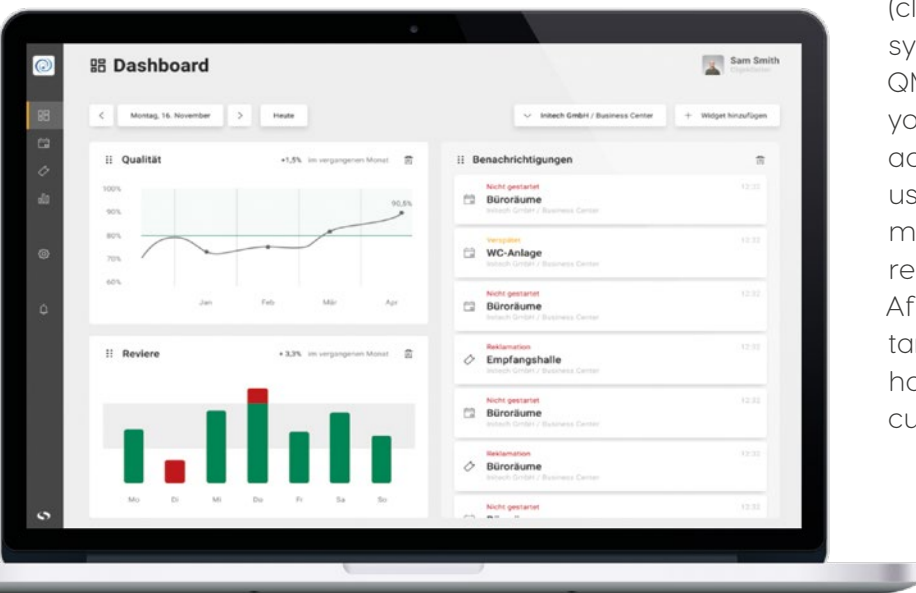 Dashboard
Sam Smith
Montag, 16. November
Heute
Initech GmbH / Business Center
+ Widget hinzufügen
Qualität
+1,5% im vergangenen Monat
100%
90%
80%
70%
60%
90,5%
Jan Feb Mär Apr
Reviere
+ 3,3% im vergangenen Monat
Mo Di Mi Do Fr Sa So
Benachrichtigungen
Nicht gestartet 12:32
Büroräume
Initech GmbH / Business Center
Verspätet 12:32
WC-Anlage
Initech GmbH / Business Center
Nicht gestartet 12:32
Büroräume
Initech GmbH / Business Center
Reklamation 12:32
Empfangshalle
Initech GmbH / Business Center
Nicht gestartet 12:32
Büroräume
Initech GmbH / Business Center
Reklamation 12:32
Büroräume
Initech GmbH / Business Center
Nicht gestartet 12:32